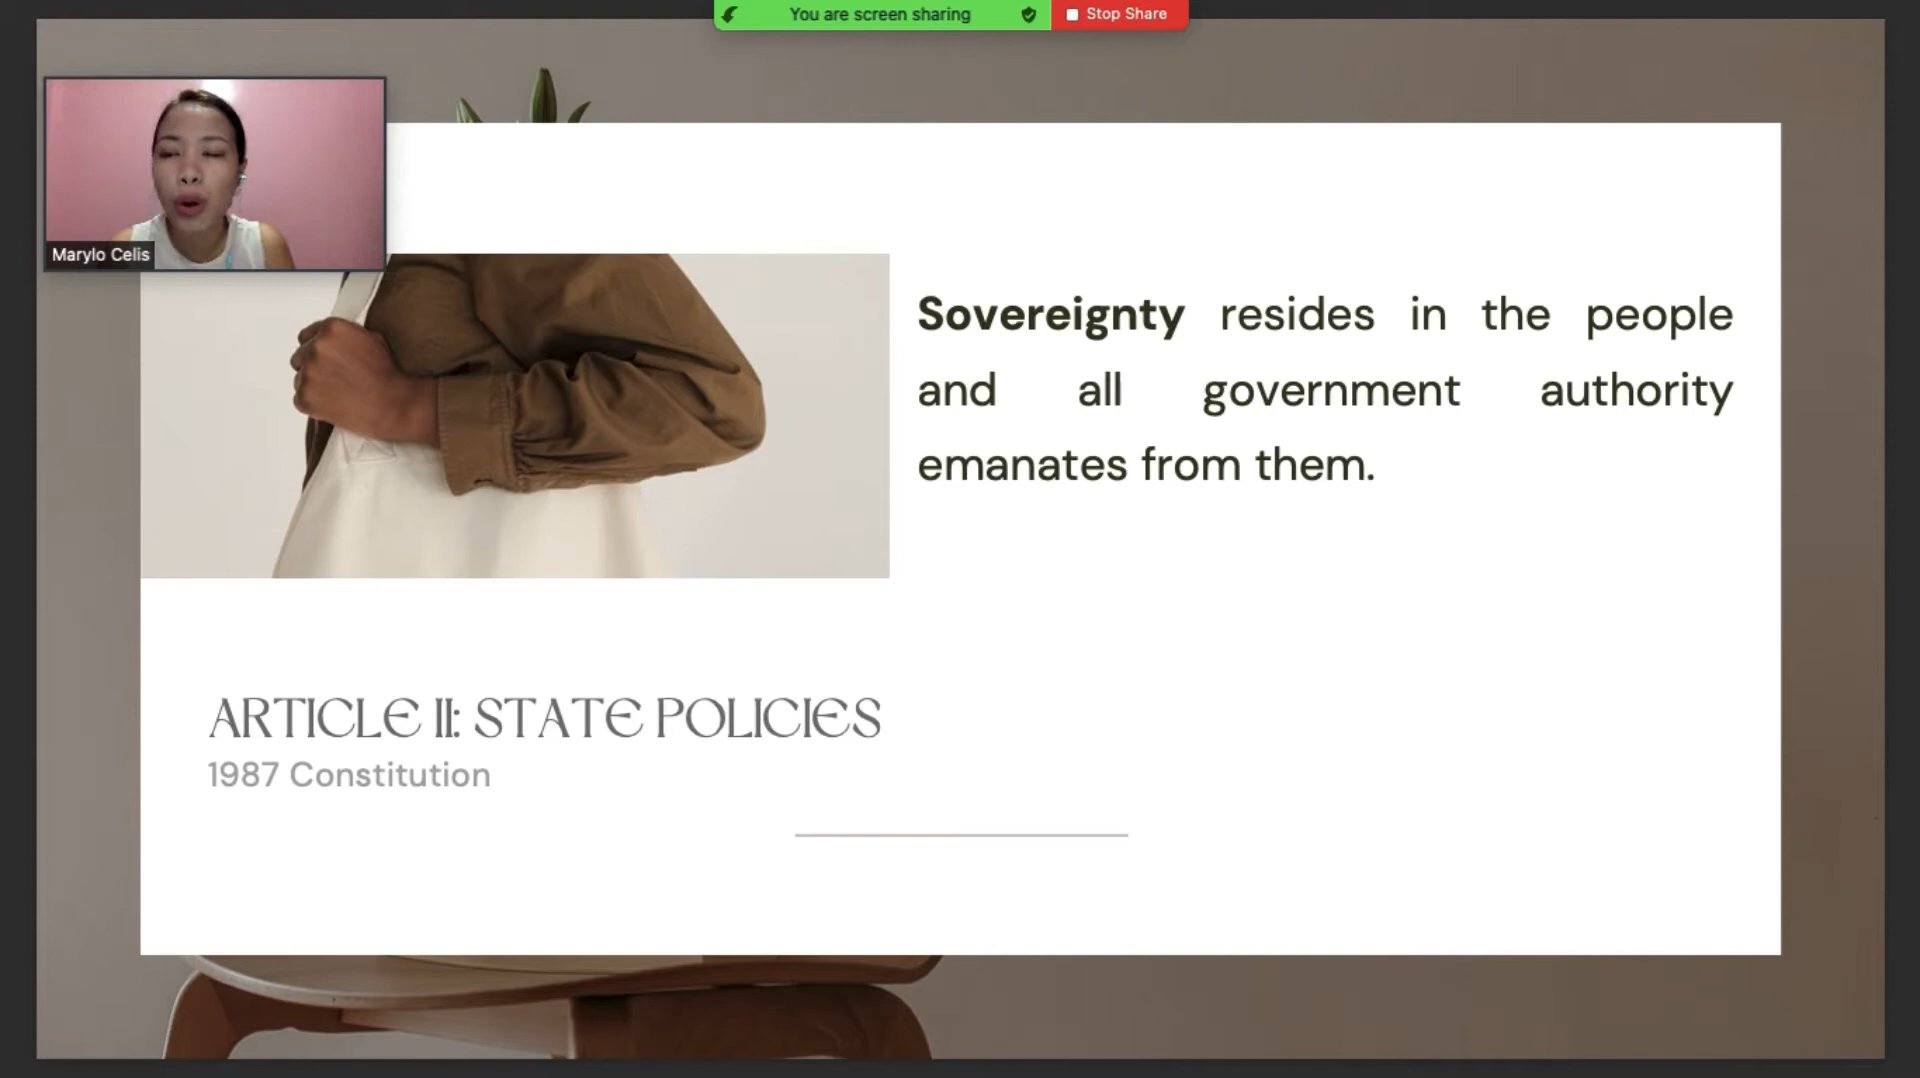 You are screen sharing
Stop Share
Marylo Celis
Sovereignty resides in the people
and all government authority
emanates from them.
ARTICLE II: STATE POLICIES
1987 Constitution